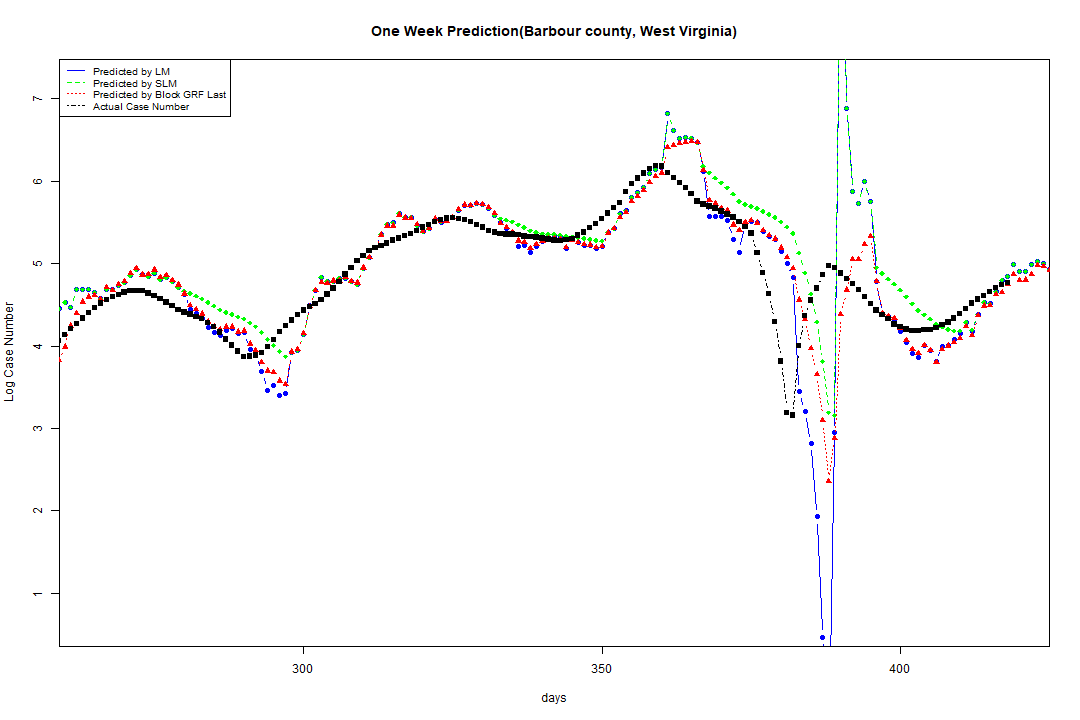 One Week Prediction(Barbour county, West Virginia)
Predicted by LM
Predicted by SLM
Predicted by Block GRF Last
Actual Case Number
7
6
5
4
3
2
1
Log Case Number
300
350
400
days